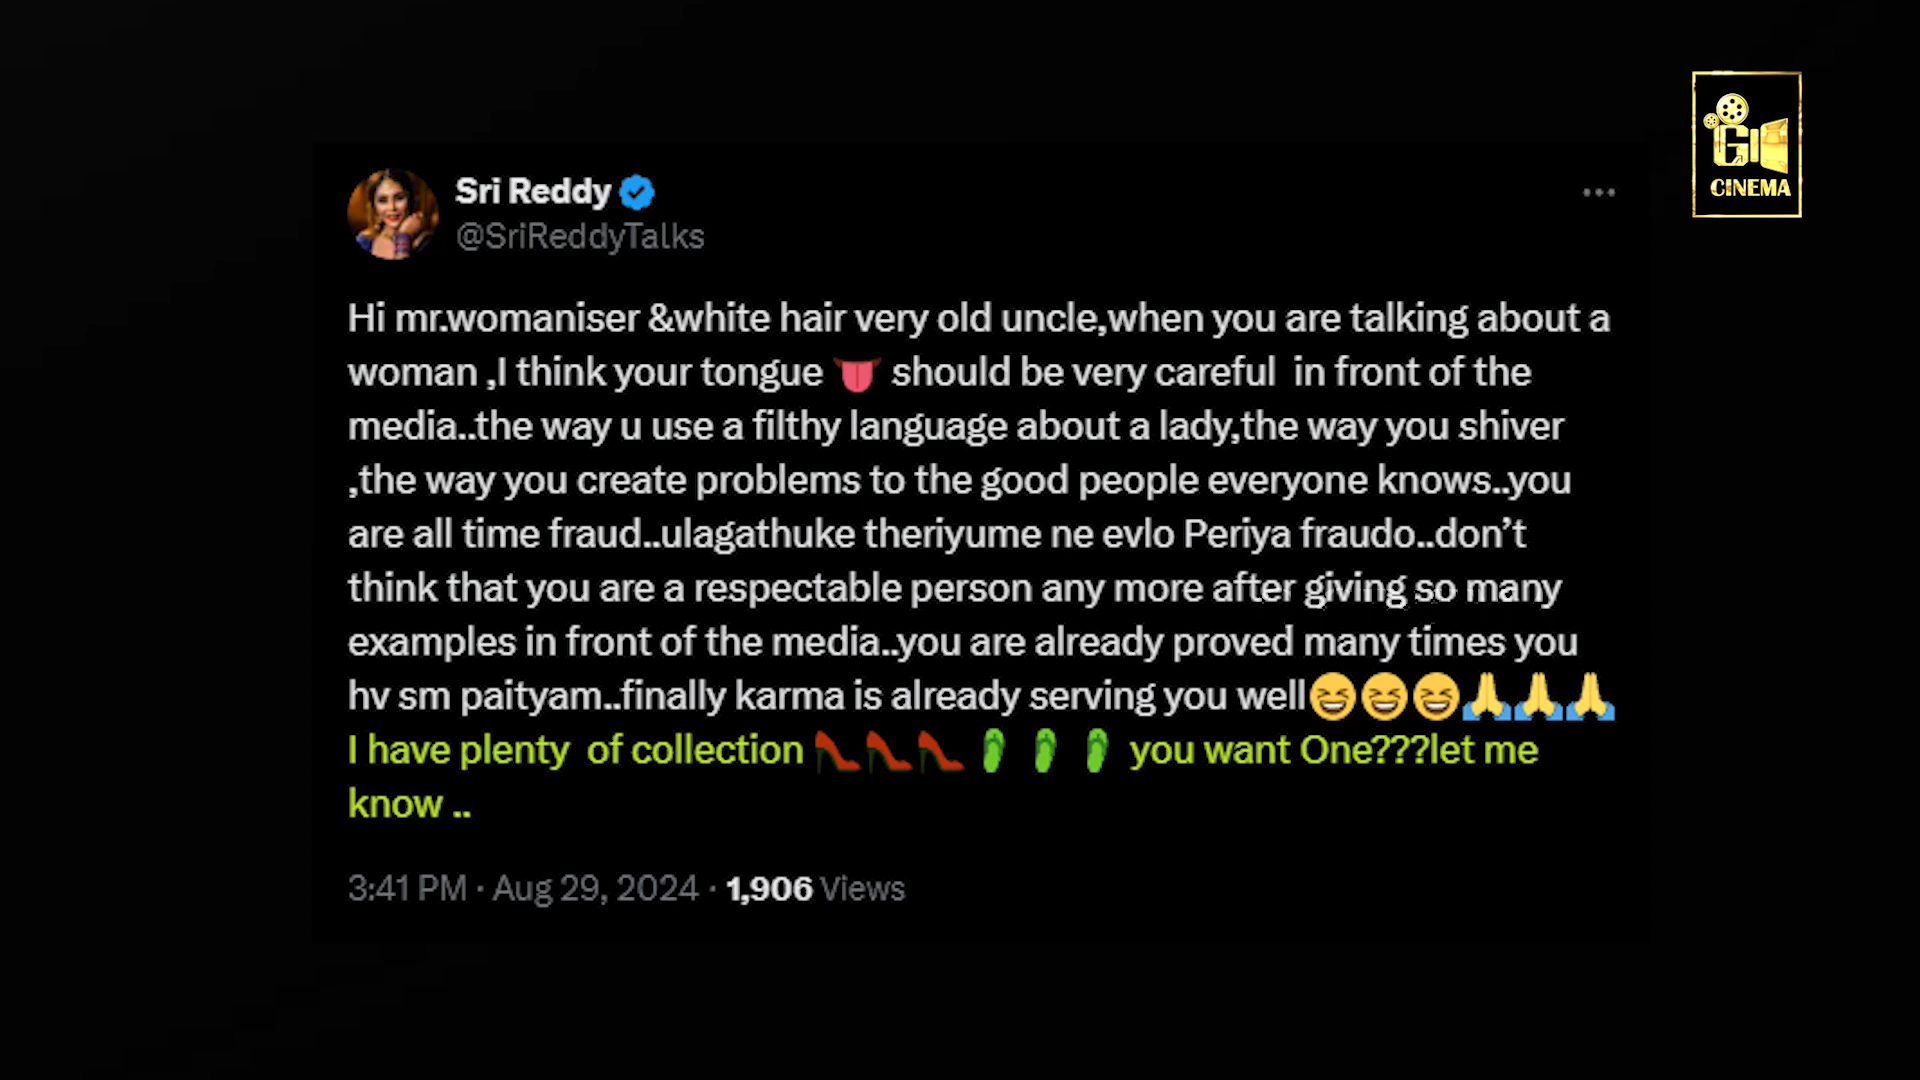 GI
CINEMA
Sri Reddy
@SriReddyTalks
Hi mr.womaniser &white hair very old uncle,when you are talking about a
woman ,I think your tongue 👅 should be very careful  in front of the
media..the way u use a filthy language about a lady,the way you shiver
,the way you create problems to the good people everyone knows..you
are all time fraud..ulagathuke theriyume ne evlo Periya fraudo..don’t
think that you are a respectable person any more after giving so many
examples in front of the media..you are already proved many times you
hv sm paityam..finally karma is already serving you well😆😆😆🙏🙏🙏
I have plenty  of collection 👠👠👠🩴🩴🩴 you want One???let me
know ..
3:41 PM · Aug 29, 2024 · 1,906 Views